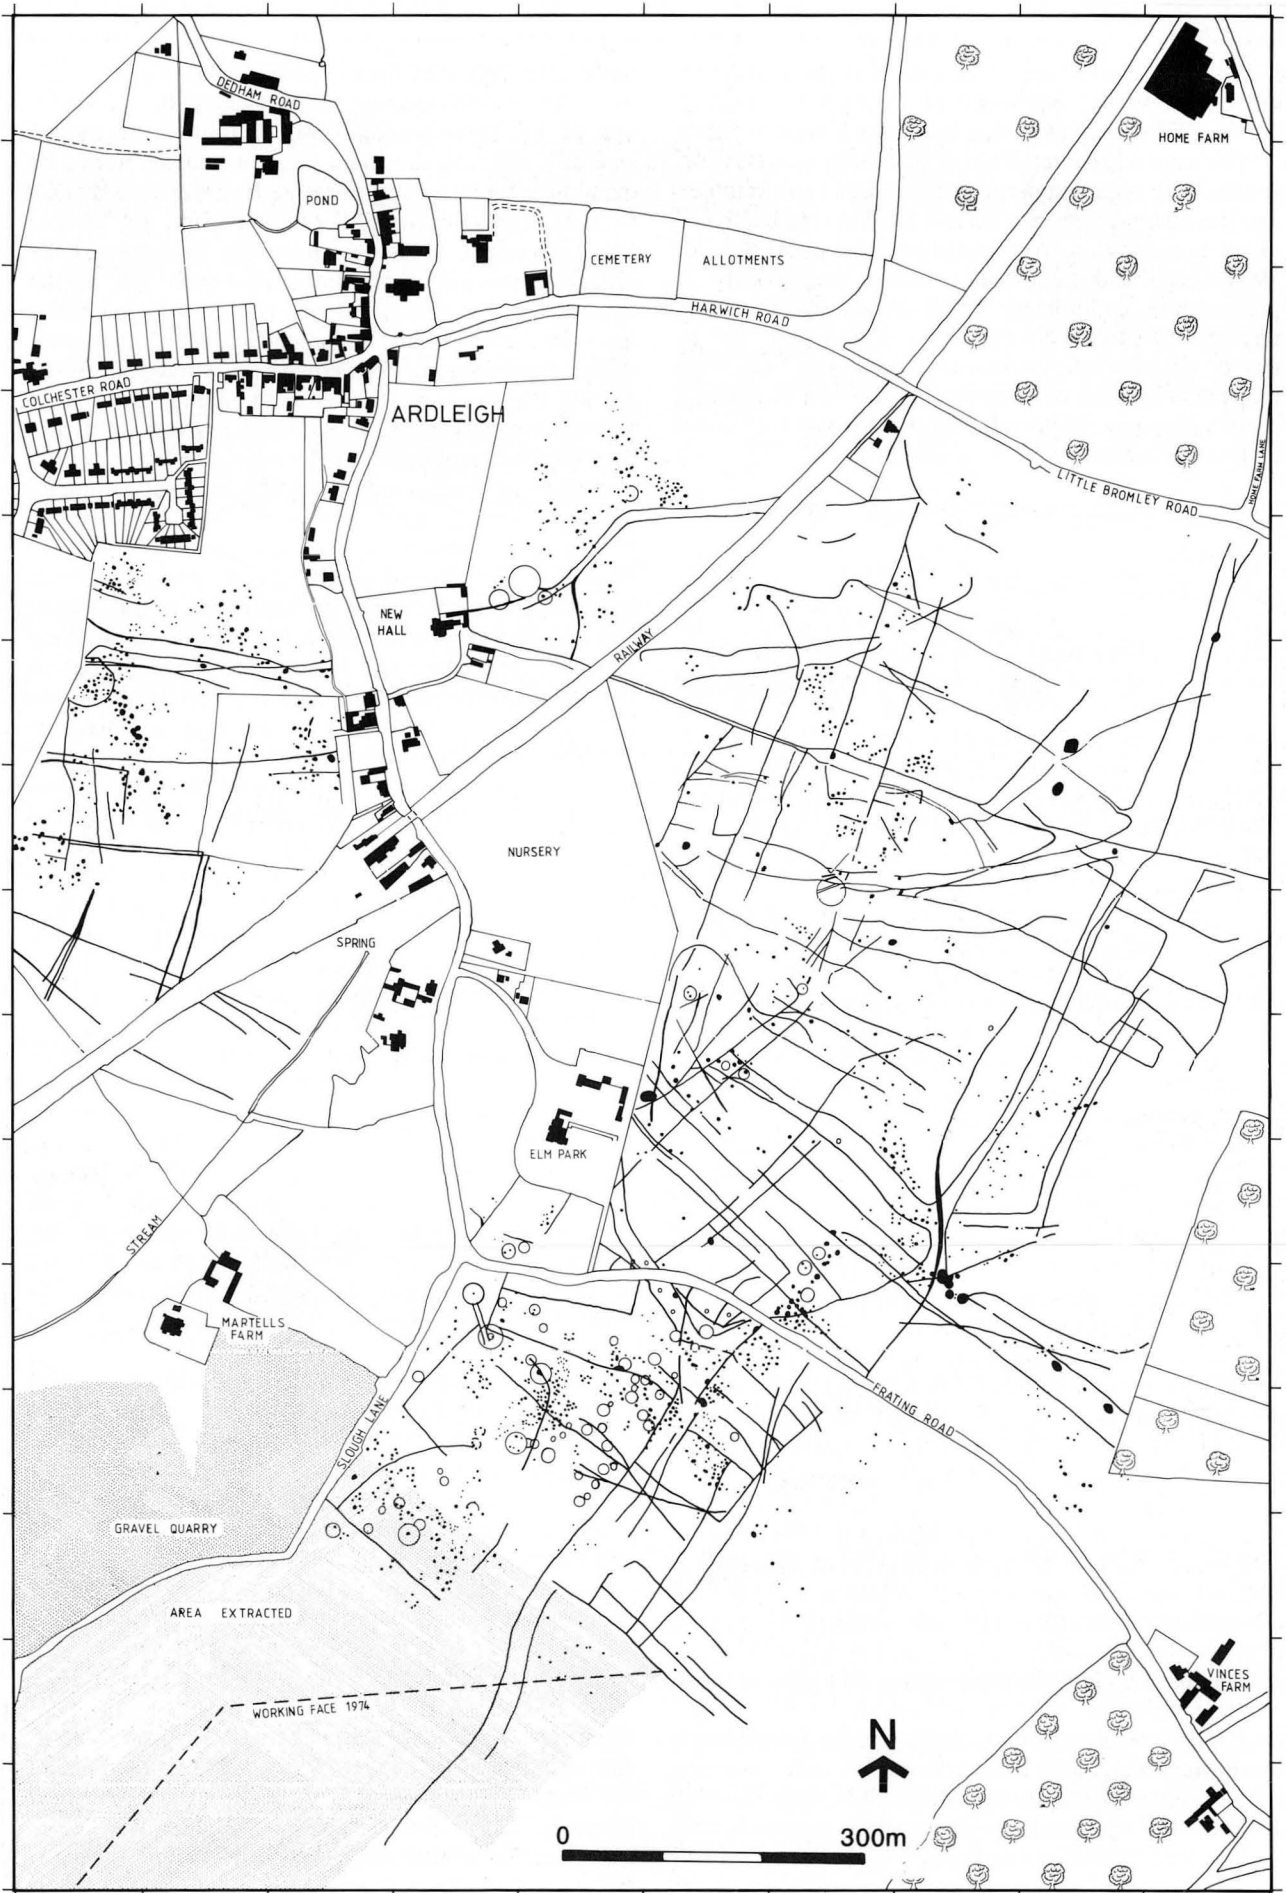 DEDHAM ROAD
HOME FARM
POND
CEMETERY
ALLOTMENTS
HARWICH ROAD
COLCHESTER ROAD
ARDLEIGH
HOME FARM LANE
LITTLE BROMLEY ROAD
NEW
HALL
RAILWAY
NURSERY
SPRING
ELM PARK
STREAM
MARTELLS
FARM
FRATING ROAD
SLOUGH LANE
GRAVEL QUARRY
AREA EXTRACTED
VINCES
FARM
WORKING FACE 1974
N
0 300m